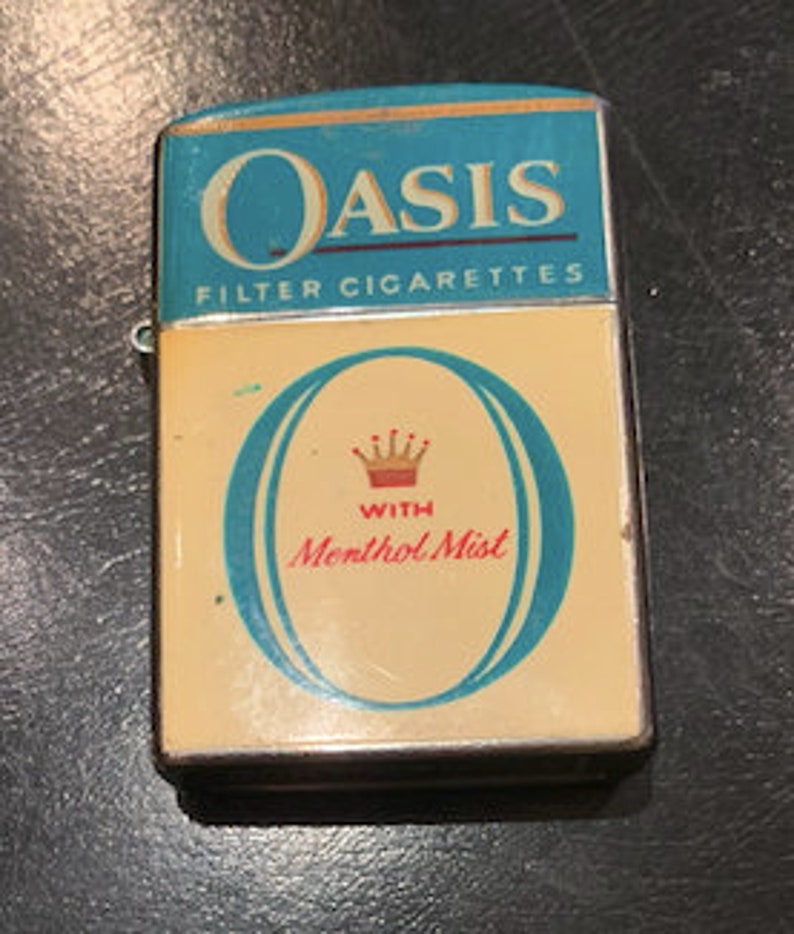 OASIS
FILTER CIGARETTES
O
WITH
Menthol Mist